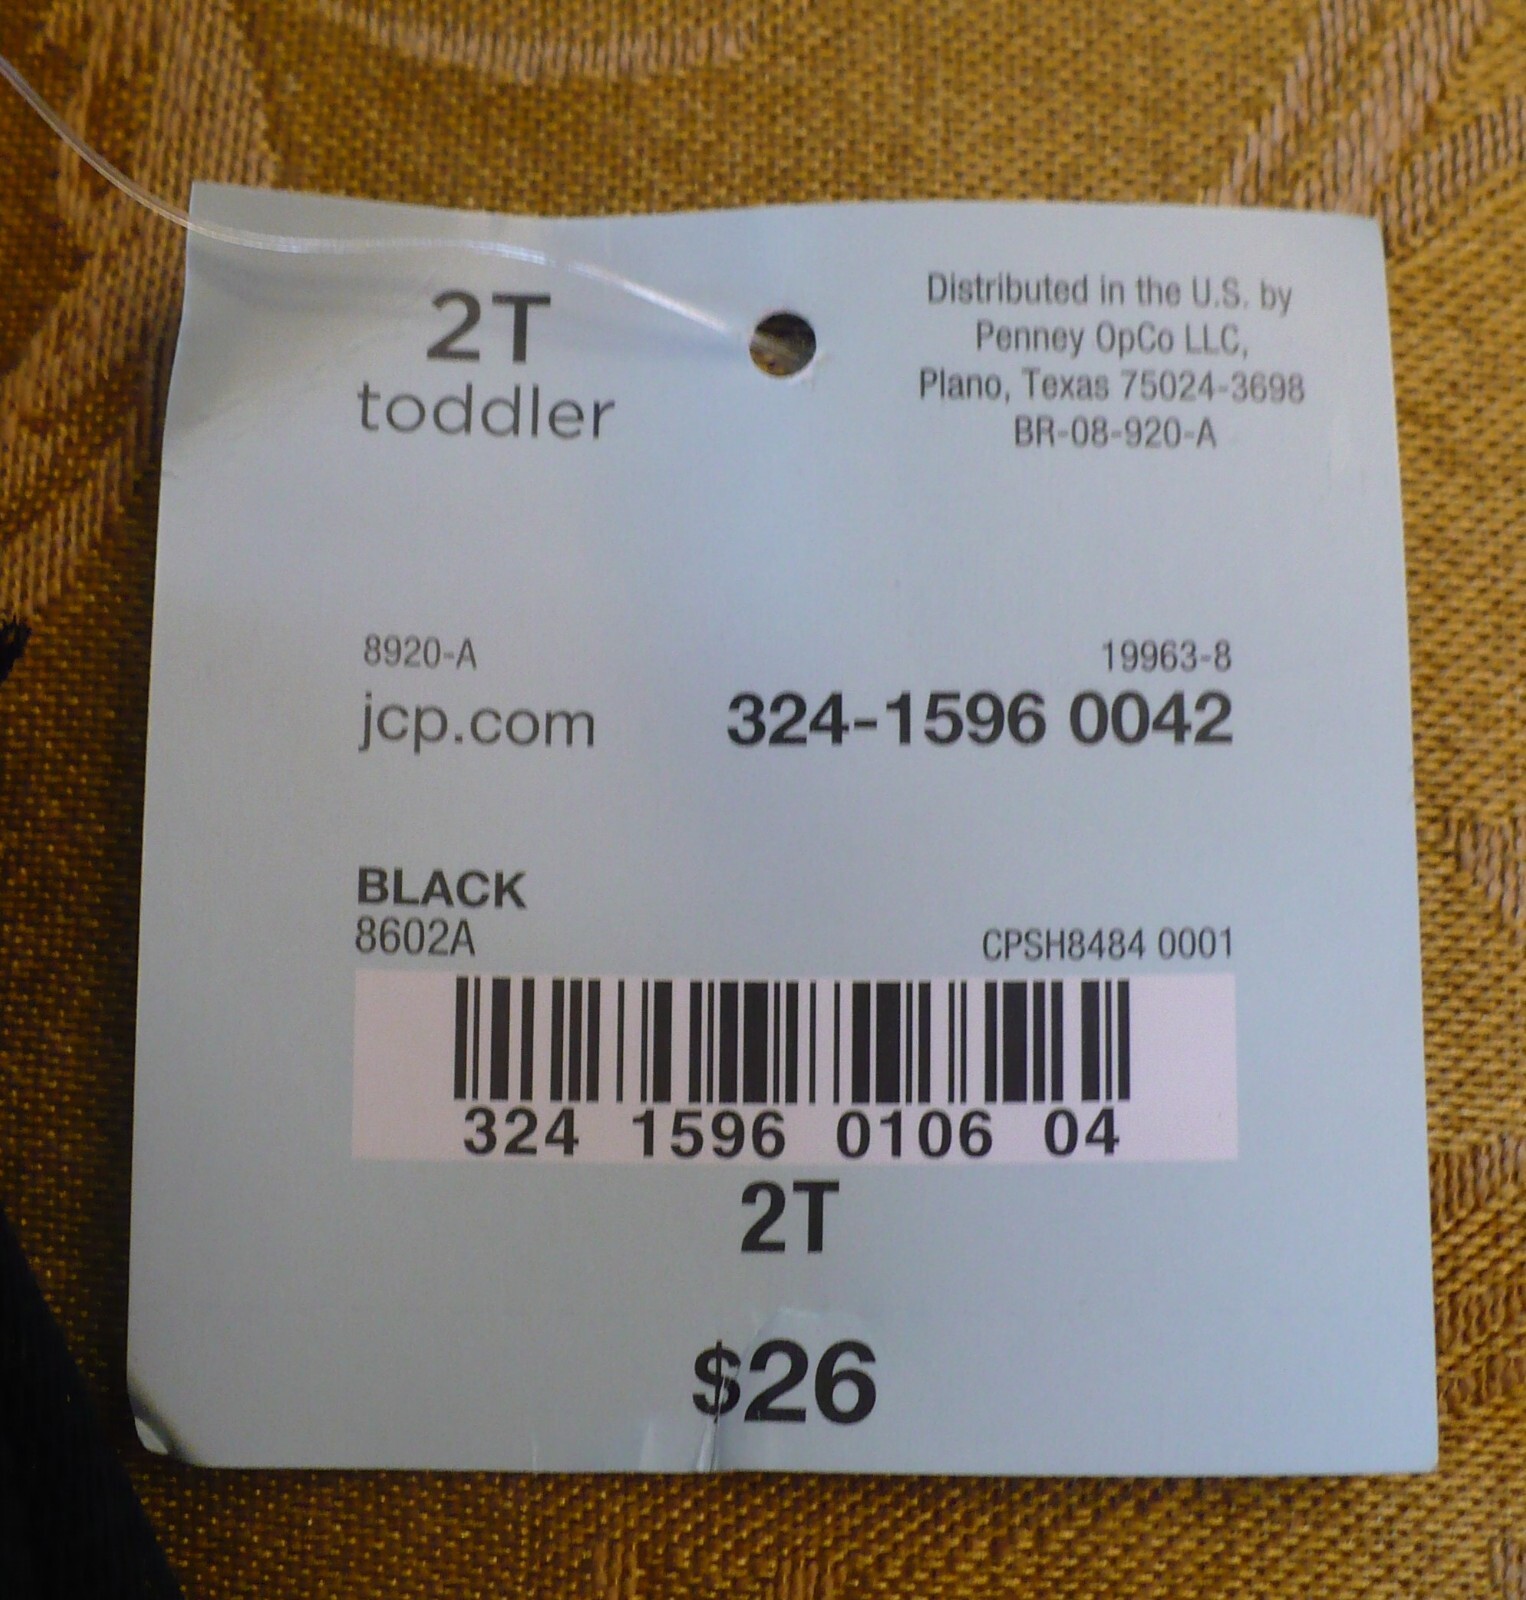 2T
toddler
Distributed in the U.S. by
Penney OpCo LLC,
Plano, Texas 75024-3698
BR-08-920-A
8920-A
19963-8
jcp.com
324-1596 0042
BLACK
8602A
CPSH8484 0001
324 1596 0106 04
2T
$26